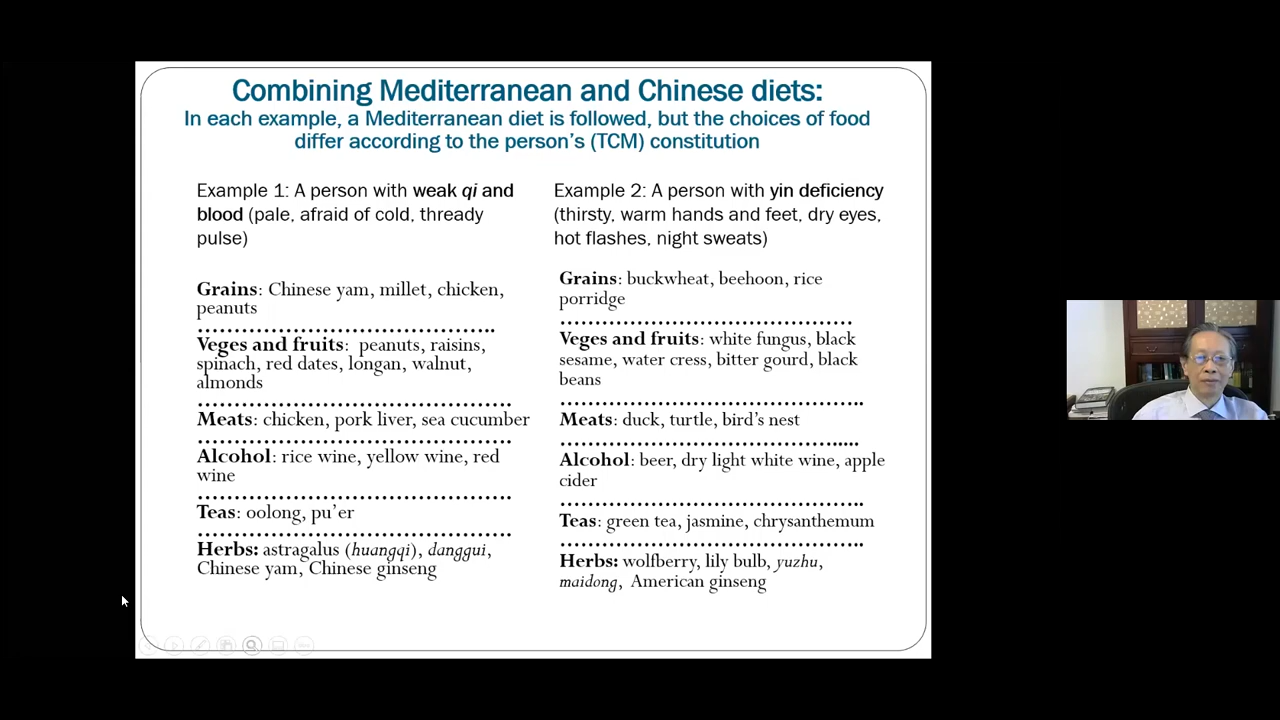 Combining Mediterranean and Chinese diets:
In each example, a Mediterranean diet is followed, but the choices of food
differ according to the person's (TCM) constitution
Example 1: A person with weak qi and
blood (pale, afraid of cold, thready
pulse)
Grains: Chinese yam, millet, chicken,
peanuts
……………………………………..
Veges and fruits:  peanuts, raisins,
spinach, red dates, longan, walnut,
almonds
……………………………………….
Meats: chicken, pork liver, sea cucumber
……………………………………….
Alcohol: rice wine, yellow wine, red
wine
……………………………………….
Teas: oolong, pu'er
……………………………………….
Herbs: astragalus (huangqi), danggui,
Chinese yam, Chinese ginseng
Example 2: A person with yin deficiency
(thirsty, warm hands and feet, dry eyes,
hot flashes, night sweats)
Grains: buckwheat, beehoon, rice
porridge
……………………………………
Veges and fruits: white fungus, black
sesame, water cress, bitter gourd, black
beans
……………………………………..
Meats: duck, turtle, bird's nest
………………………………….....
Alcohol: beer, dry light white wine, apple
cider
……………………………………..
Teas: green tea, jasmine, chrysanthemum
……………………………………..
Herbs: wolfberry, lily bulb, yuzhu,
maidong,  American ginseng